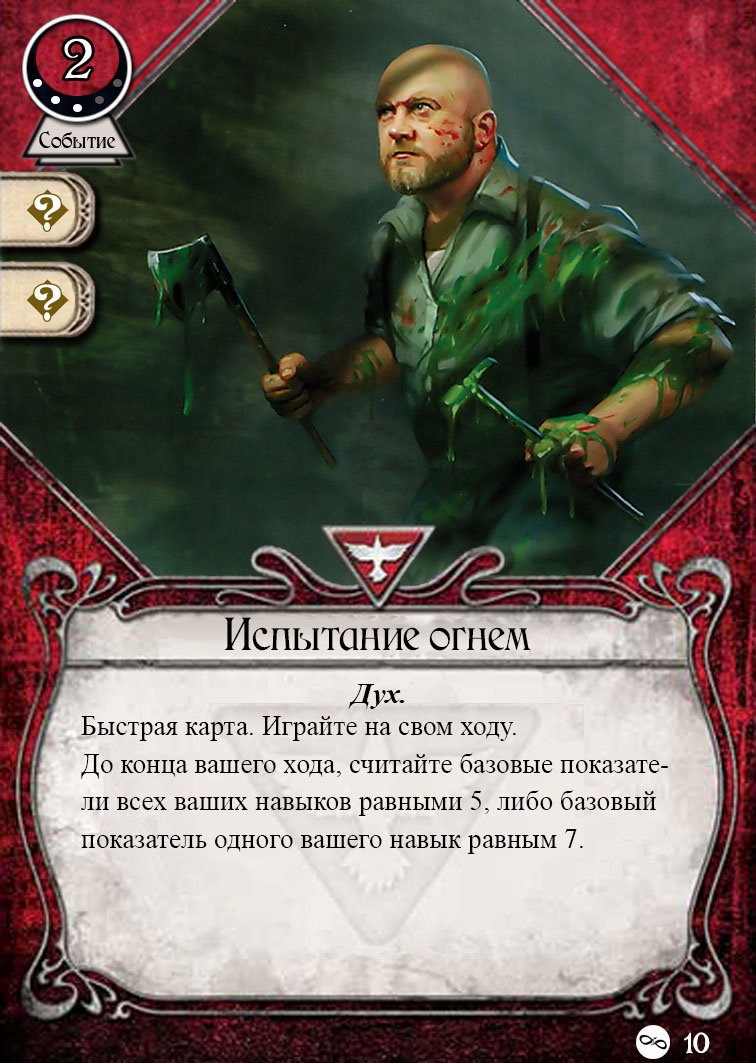 2
Событие
?
?
Испытание огнем
Дух.
Быстрая карта. Играйте на свом ходу.
До конца вашего хода, считайте базовые показате-
ли всех ваших навыков равными 5, либо базовый
показатель одного вашего навык равным 7.
10